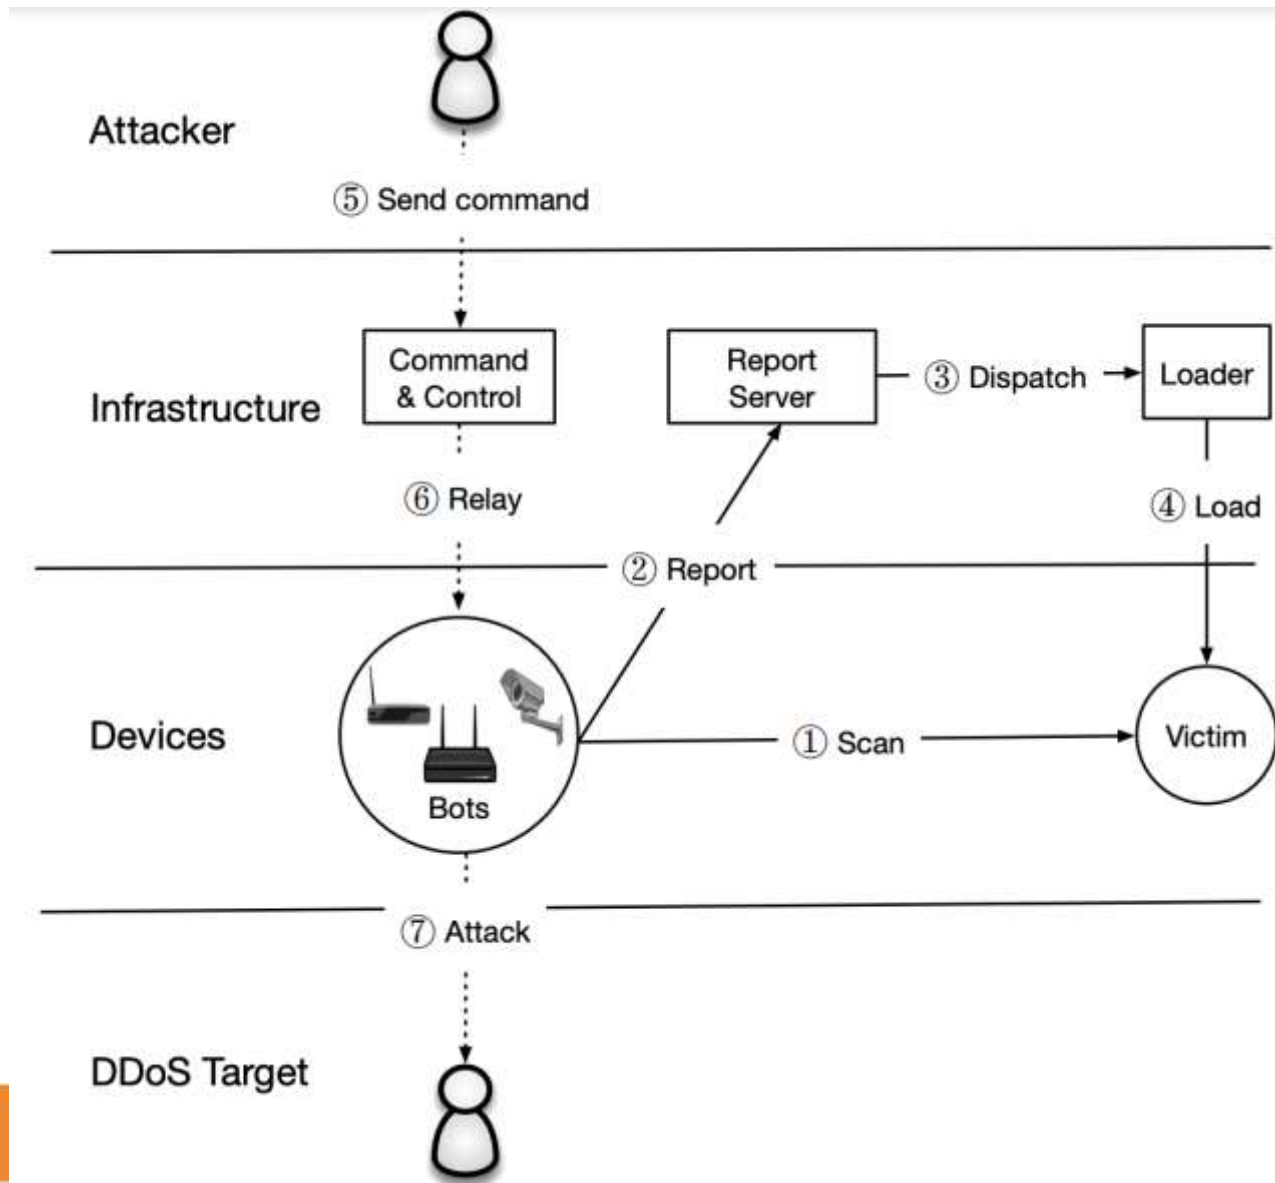 Attacker
⑤ Send command
Command
& Control
Report
Server
③ Dispatch
Loader
Infrastructure
⑥ Relay
④ Load
② Report
Devices
Bots
① Scan
Victim
⑦ Attack
DDoS Target